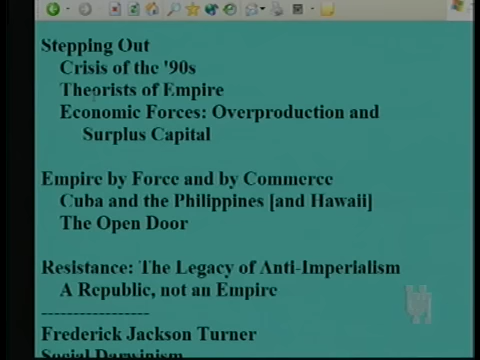 Stepping Out
Crisis of the '90s
Theorists of Empire
Economic Forces: Overproduction and
Surplus Capital
Empire by Force and by Commerce
Cuba and the Philippines [and Hawaii]
The Open Door
Resistance: The Legacy of Anti-Imperialism
A Republic, not an Empire
-----------------
Frederick Jackson Turner
Social Darwinism